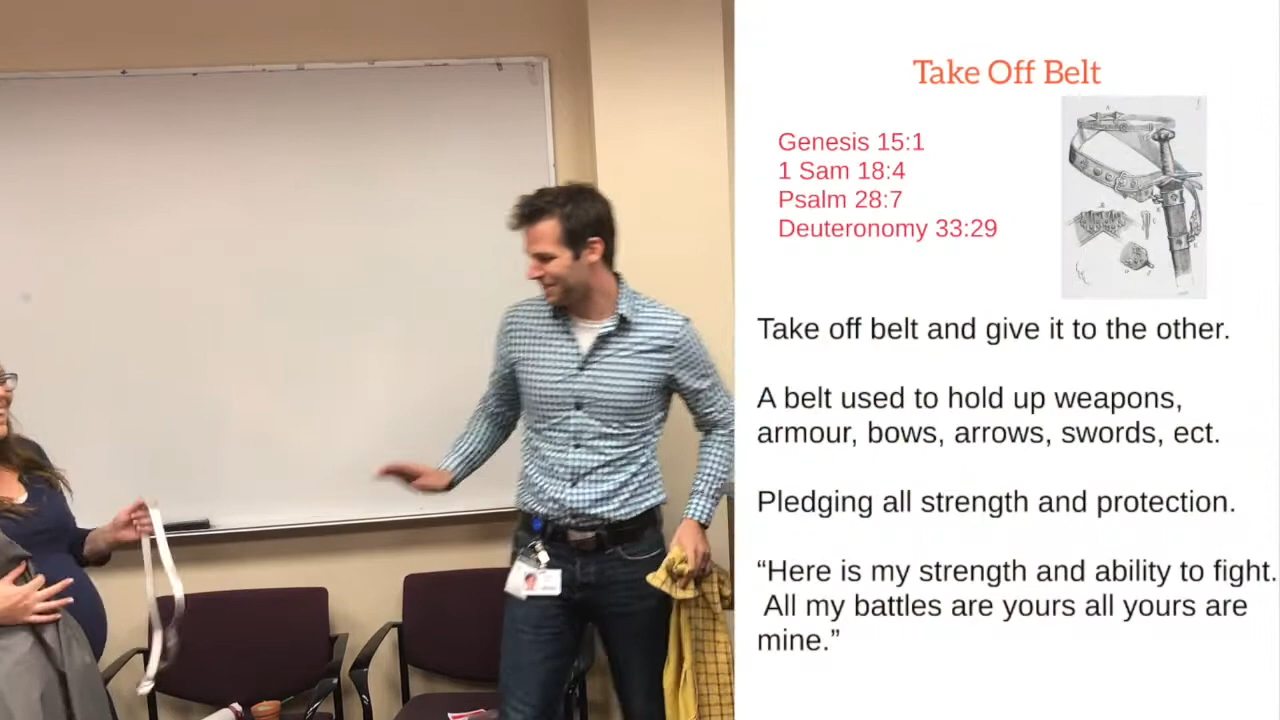 Take Off Belt
Genesis 15:1
1 Sam 18:4
Psalm 28:7
Deuteronomy 33:29
Take off belt and give it to the other.
A belt used to hold up weapons,
armour, bows, arrows, swords, ect.
Pledging all strength and protection.
“Here is my strength and ability to fight.
All my battles are yours all yours are
mine.”